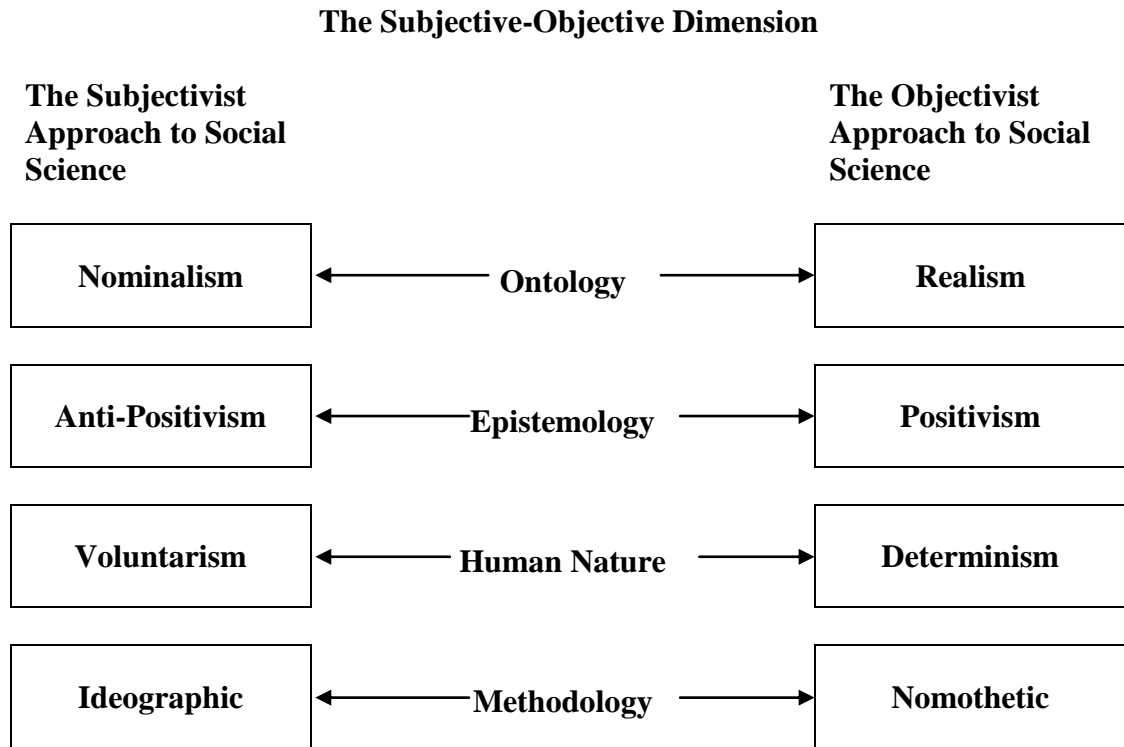 The Subjective-Objective Dimension
The Subjectivist
Approach to Social
Science
The Objectivist
Approach to Social
Science
Nominalism
Ontology
Realism
Anti-Positivism
Epistemology
Positivism
Voluntarism
Human Nature
Determinism
Ideographic
Methodology
Nomothetic